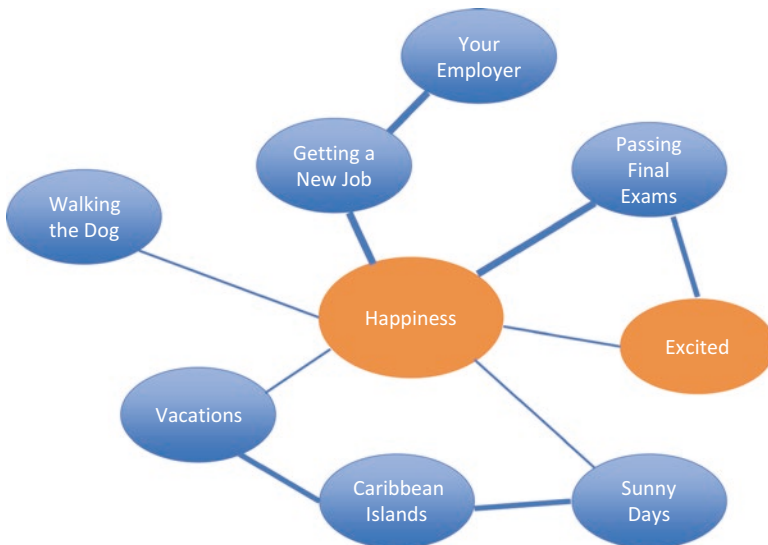 Your
Employer
Getting a
New Job
Passing
Final
Exams
Walking
the Dog
Happiness
Excited
Vacations
Caribbean
Islands
Sunny
Days